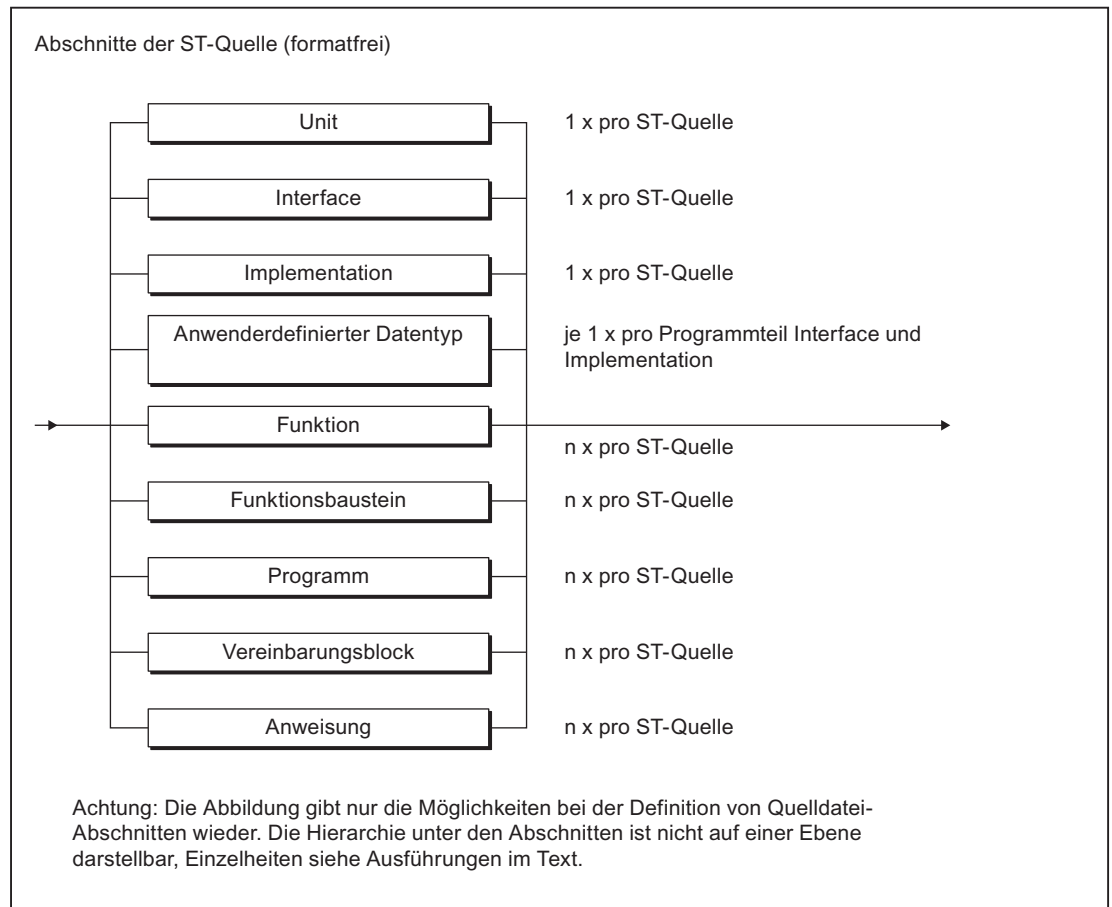 Abschnitte der ST-Quelle (formatfrei)
Unit
1 x pro ST-Quelle
Interface
1 x pro ST-Quelle
Implementation
1 x pro ST-Quelle
Anwenderdefinierter Datentyp
je 1 x pro Programmteil Interface und
Implementation
Funktion
n x pro ST-Quelle
Funktionsbaustein
n x pro ST-Quelle
Programm
n x pro ST-Quelle
Vereinbarungsblock
n x pro ST-Quelle
Anweisung
n x pro ST-Quelle
Achtung: Die Abbildung gibt nur die Möglichkeiten bei der Definition von Quelldatei-
Abschnitten wieder. Die Hierarchie unter den Abschnitten ist nicht auf einer Ebene
darstellbar, Einzelheiten siehe Ausführungen im Text.